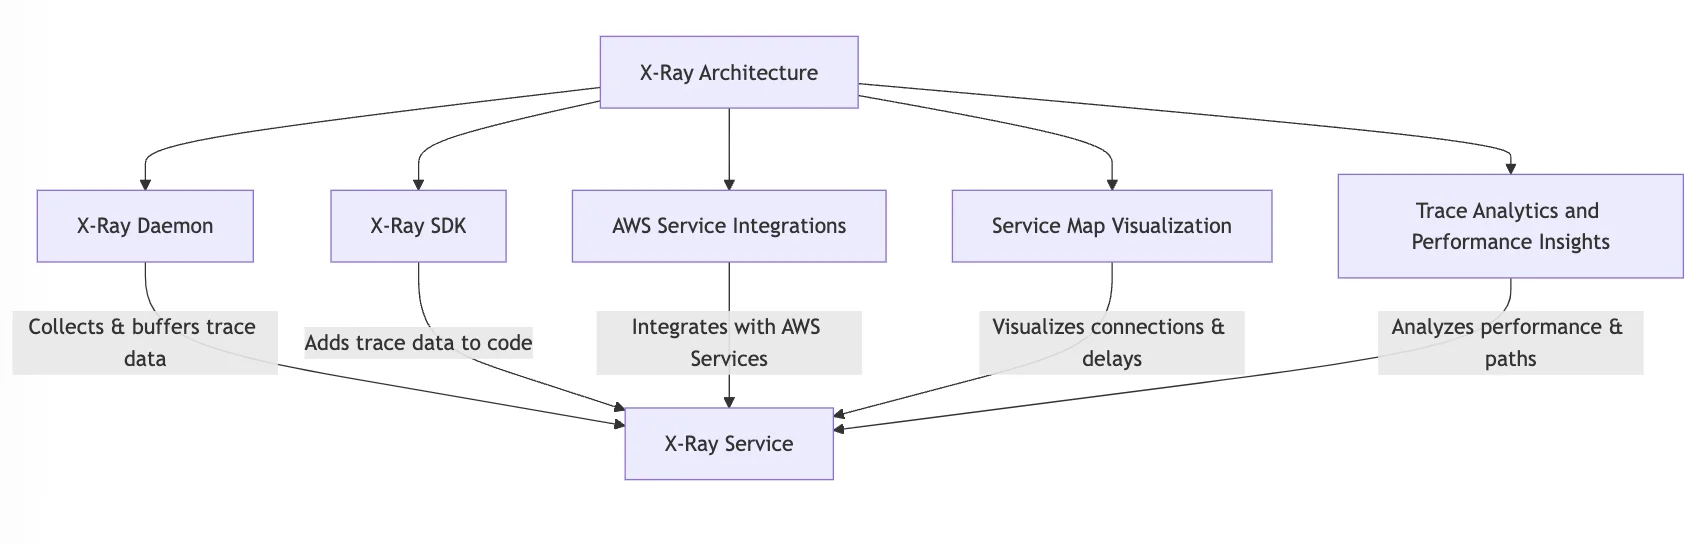 X-Ray Architecture
X-Ray Daemon
X-Ray SDK
AWS Service Integrations
Service Map Visualization
Trace Analytics and
Performance Insights
Collects & buffers trace
data
Adds trace data to code
Integrates with AWS
Services
Visualizes connections &
delays
Analyzes performance &
paths
X-Ray Service